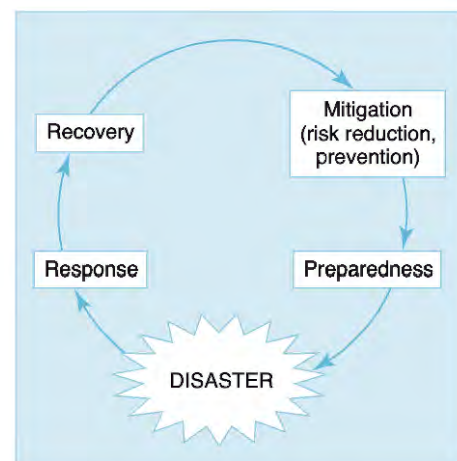 Recovery
Mitigation
(risk reduction,
prevention)
Response
Preparedness
DISASTER